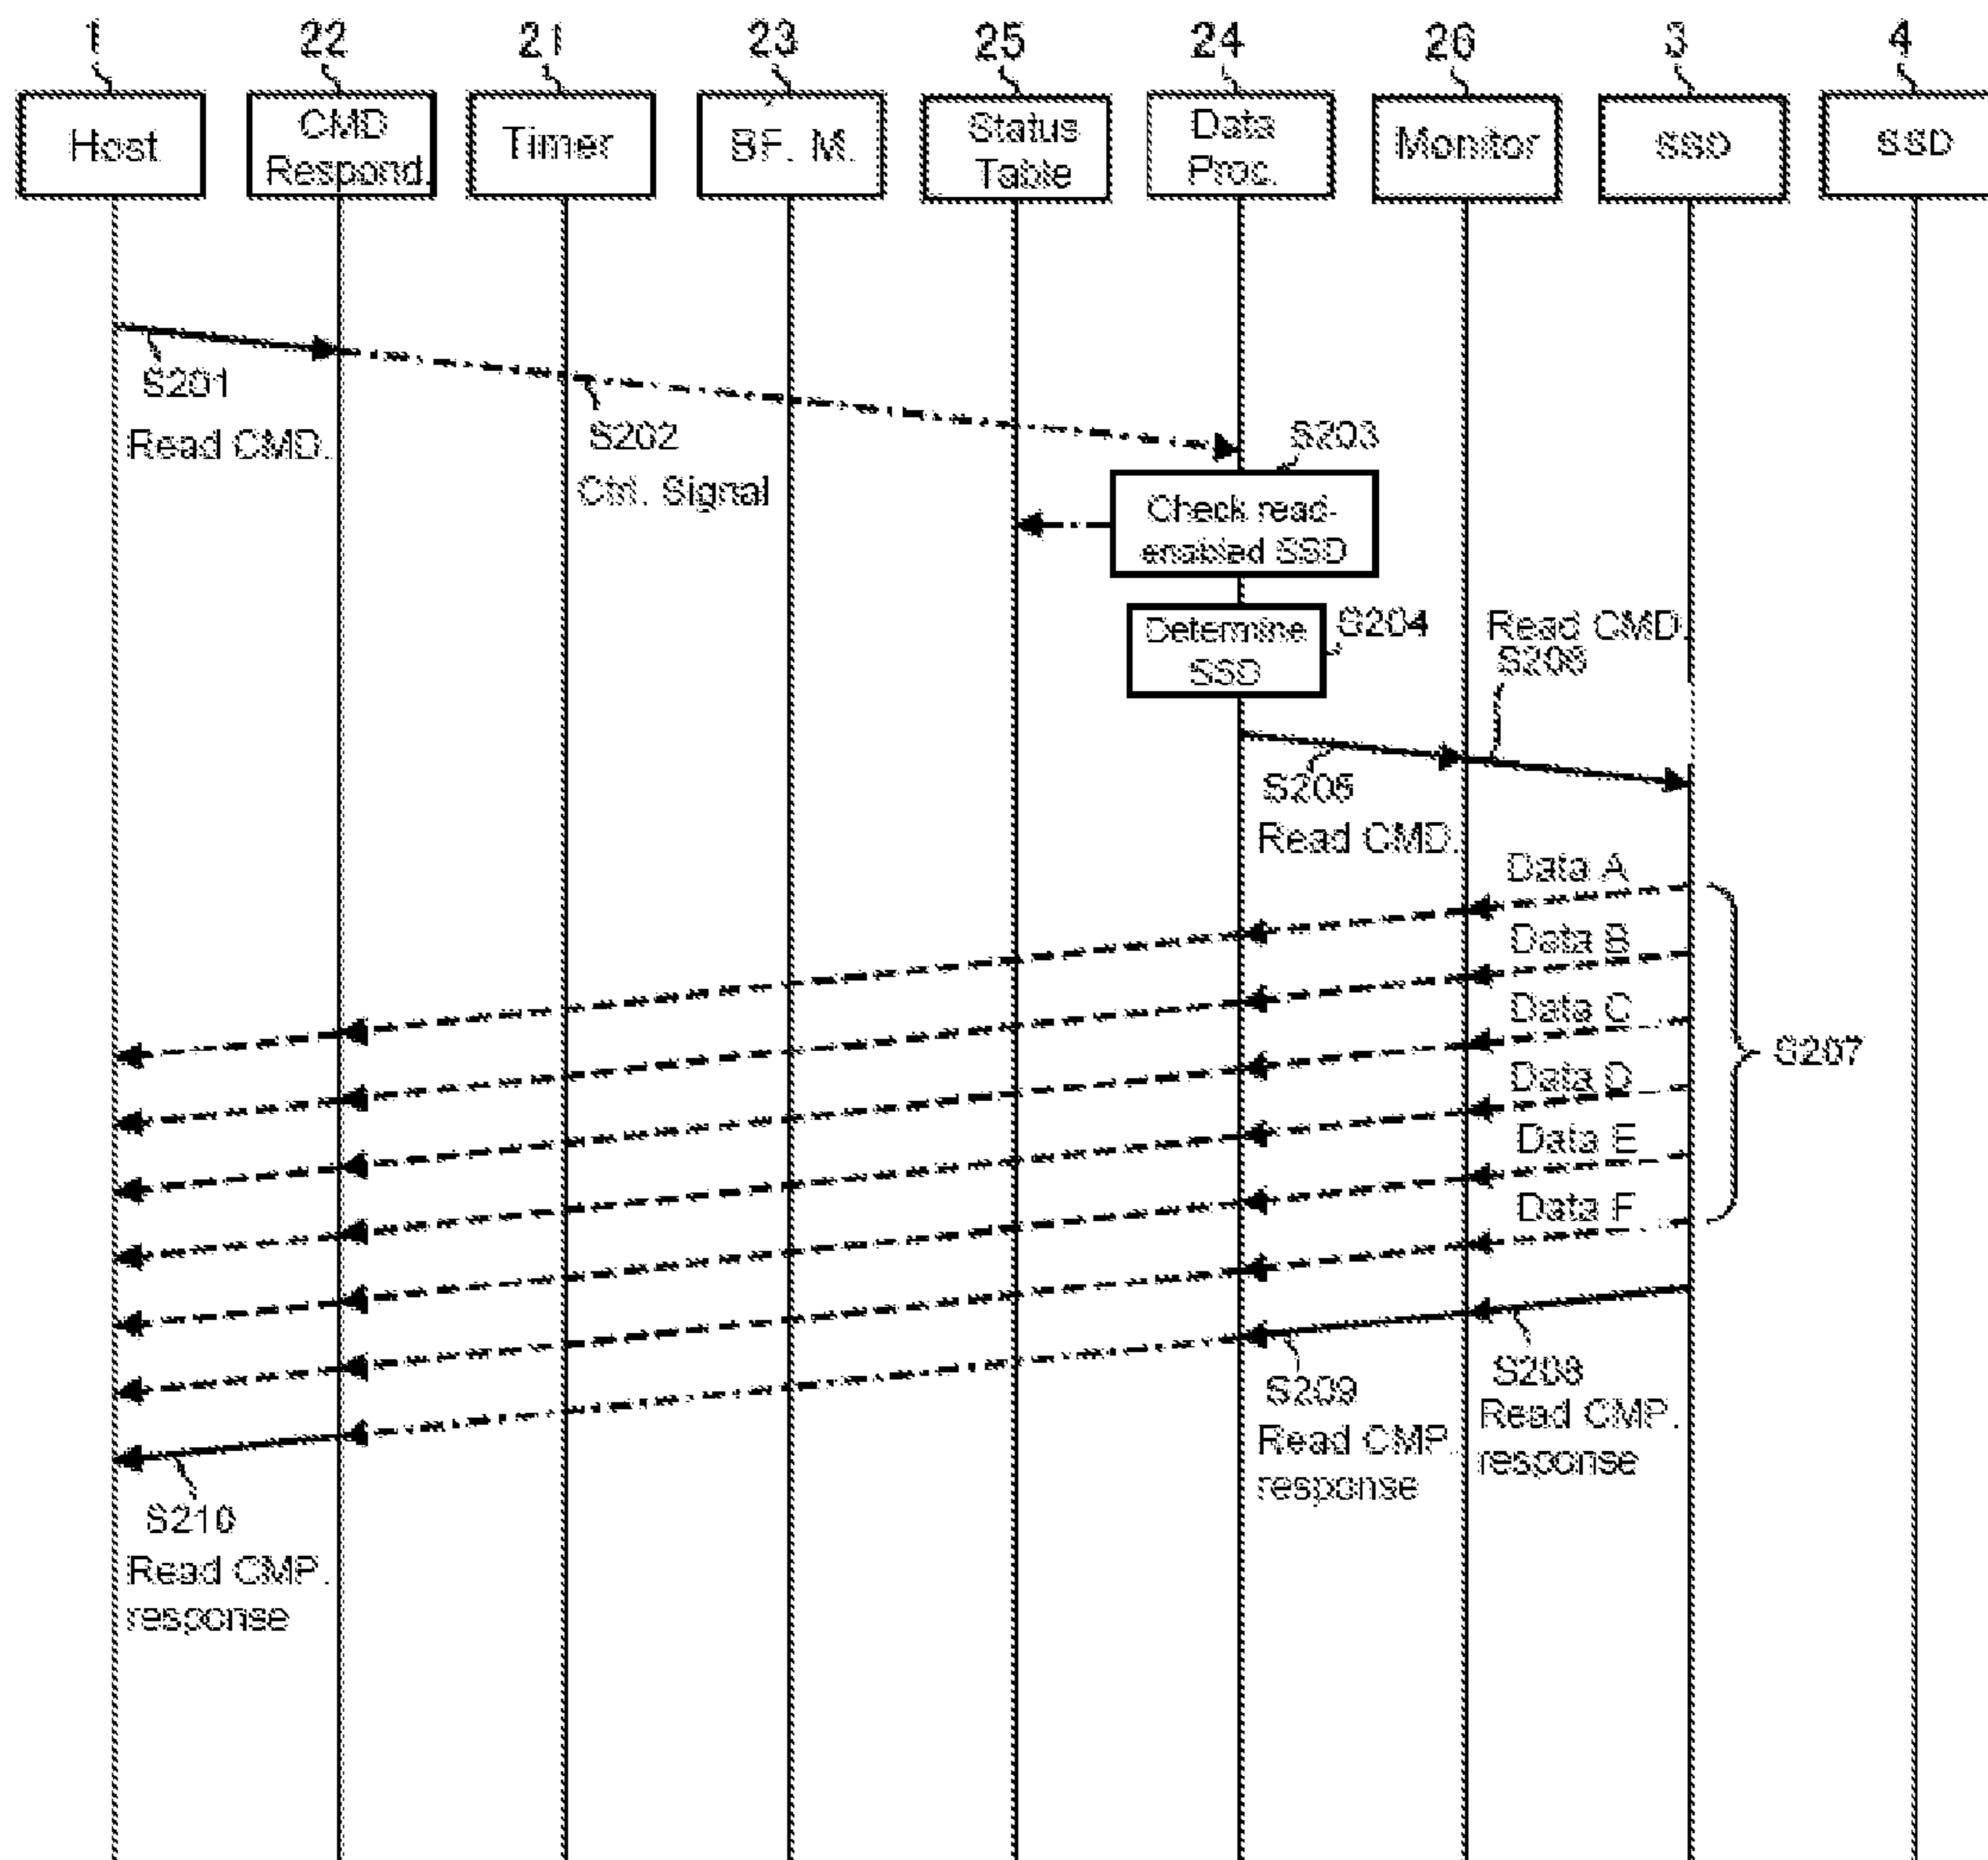 1
22
21
23
25
24
26
3
4
Host
CMD
Respond.
Timer
BF. M.
Status
Table
Data
Proc.
Monitor
SSD
SSD
S201
Read CMD.
S202
Ctrl. Signal
S203
Check read-
enabled SSD
Determine
SSD
S204
Read CMD.
S206
S205
Read CMD.
Data A
Data B
Data C
Data D
Data E
Data F
S207
S208
Read CMP.
response
S209
Read CMP.
response
S210
Read CMP.
response